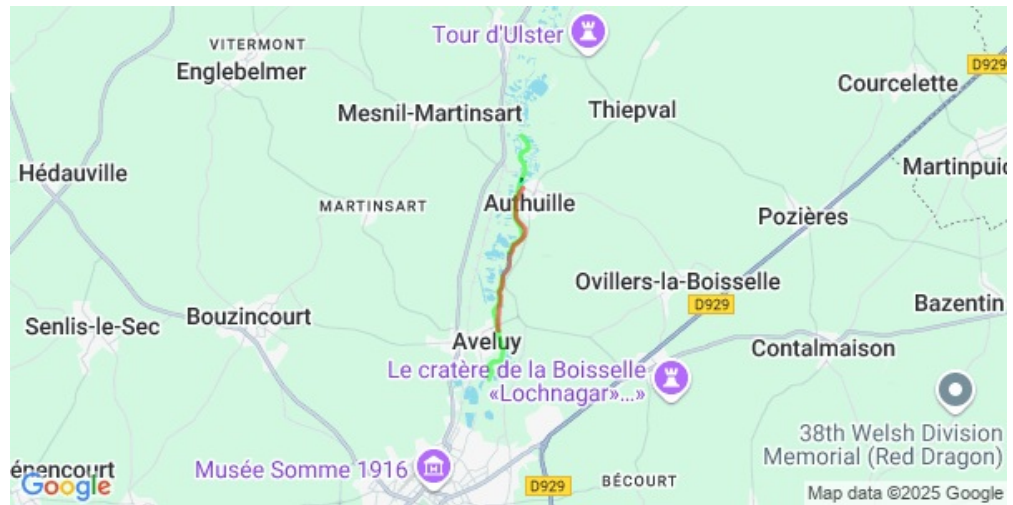 Tour d'Ulster
VITERMONT
Englebelmer
D929
Courcelette
Mesnil-Martinsart
Thiepval
Hédauville
Martinpuic
MARTINSART
Authuille
Pozières
Ovillers-la-Boisselle
D929
Bazentin
Senlis-le-Sec
Bouzincourt
Aveluy
Contalmaison
Le cratère de la Boisselle
«Lochnagar»...»
38th Welsh Division
Memorial (Red Dragon)
énencourt
Musée Somme 1916
D929
BÉCOURT
Google
Map data ©2025 Google